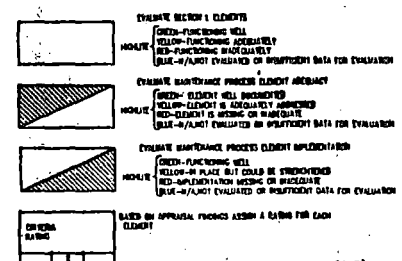 EVALUATE SECTION 1 ELEMENTS
GREEN-FUNCTIONING WELL
YELLOW-FUNCTIONING ADEQUATELY
HIGHLITE
RED-FUNCTIONING INADEQUATELY
BLUE-N/A,NOT EVALUATED OR INSUFFICIENT DATA FOR EVALUATION
EVALUATE MAINTENANCE PROCESS ELEMENT ADEQUACY
GREEN- ELEMENT WELL DOCUMENTED
YELLOW-ELEMENT IS ADEQUATELY ADDRESSED
HIGHLITE
RED-ELEMENT IS MISSING OR INADEQUATE
BLUE-N/A,NOT EVALUATED OR INSUFFICIENT DATA FOR EVALUATION
EVALUATE MAINTENANCE PROCESS ELEMENT IMPLEMENTATION
GREEN-FUNCTIONING WELL
YELLOW-IN PLACE BUT COULD BE STRENGTHENED
HIGHLITE
RED-IMPLEMENTATION MISSING OR INADEQUATE
BLUE-N/A,NOT EVALUATED OR INSUFFICIENT DATA FOR EVALUATION
BASED ON APPRAISAL FINDINGS ASSIGN A RATING FOR EACH
ELEMENT
CRITERIA
RATING